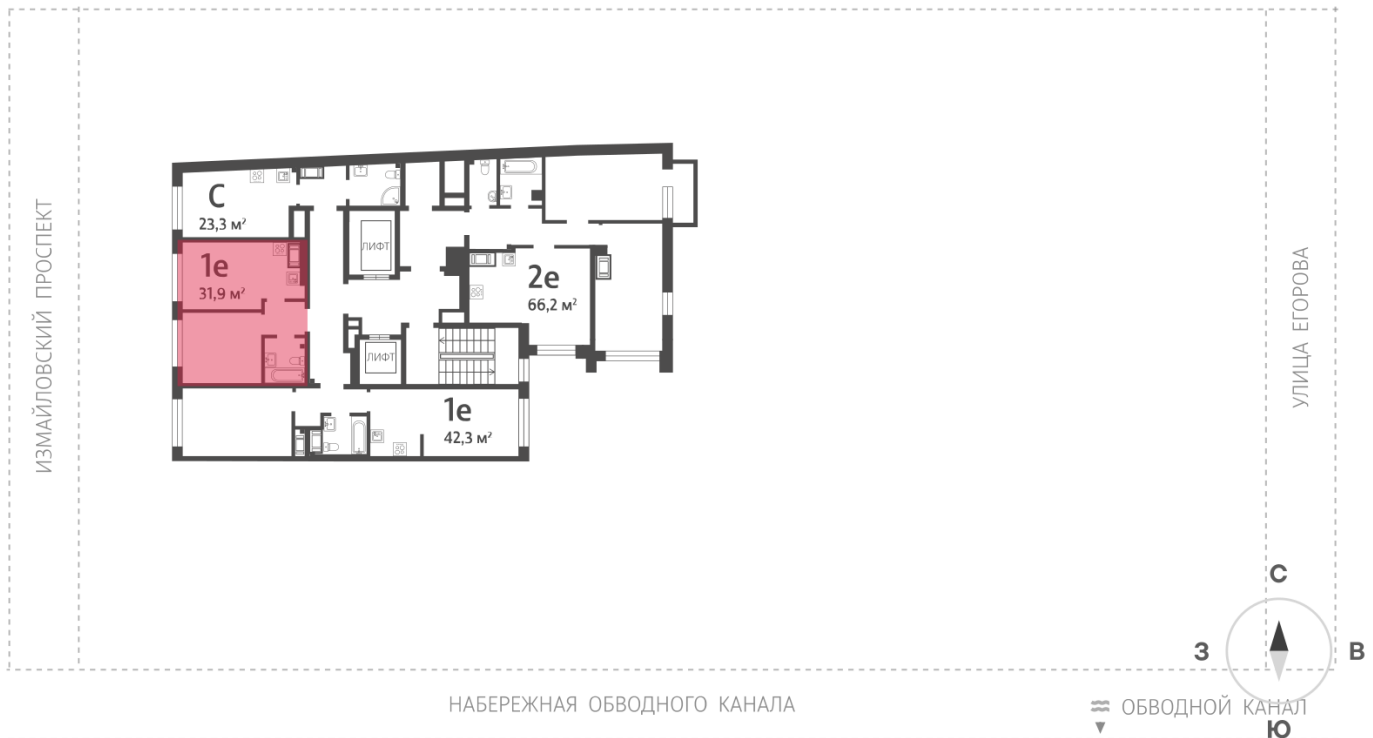 ИЗМАЙЛОВСКИЙ ПРОСПЕКТ
С
23,3 м²
ЛИФТ
1е
31,9 м²
2е
66,2 м²
ЛИФТ
1е
42,3 м²
УЛИЦА ЕГОРОВА
С
З
В
Ю
НАБЕРЕЖНАЯ ОБВОДНОГО КАНАЛА
ОБВОДНОЙ КАНАЛ